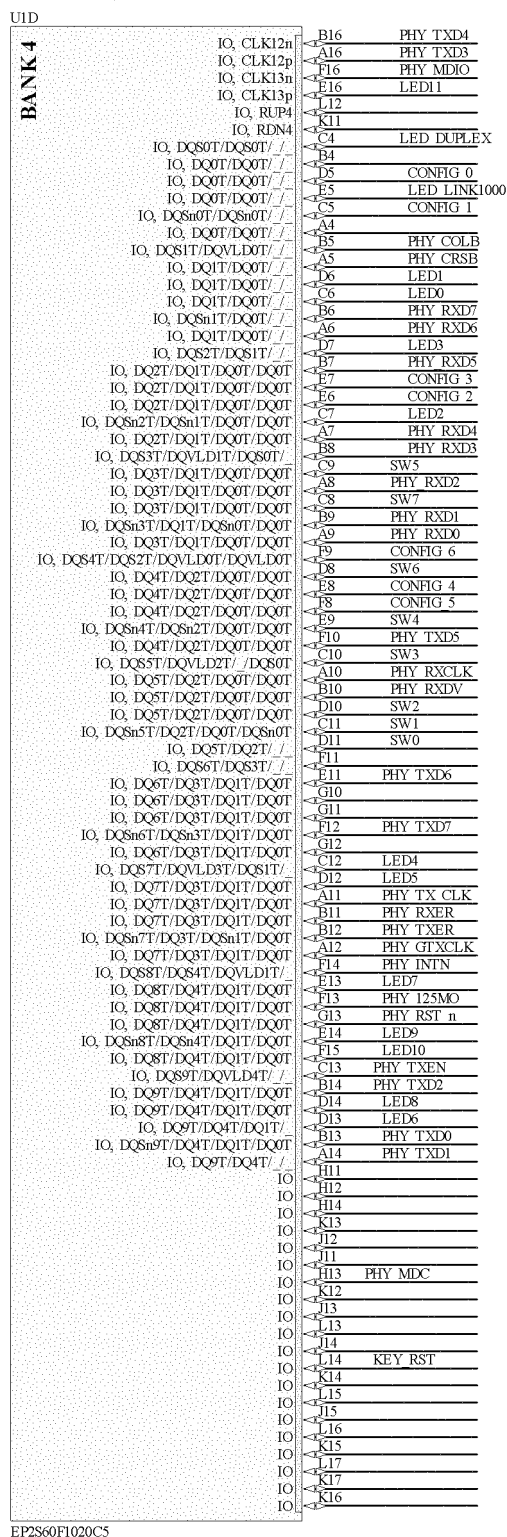 U1D
BANK 4
IO, CLK12n B16 PHY TXD4
IO, CLK12p A16 PHY TXD3
IO, CLK13n F16 PHY MDIO
IO, CLK13p E16 LED11
IO, RUP4 L12
IO, RDN4 K11
IO, DQS0T/DQS0T/_/_ C4 LED DUPLEX
IO, DQ0T/DQ0T/_/_ B4
IO, DQ0T/DQ0T/_/_ D5 CONFIG 0
IO, DQ0T/DQ0T/_/_ E5 LED LINK1000
IO, DQSn0T/DQSn0T/_/_ C5 CONFIG 1
IO, DQ0T/DQ0T/_/_ A4
IO, DQS1T/DQVLD0T/_/_ B5 PHY COLB
IO, DQ1T/DQ0T/_/_ A5 PHY CRSB
IO, DQ1T/DQ0T/_/_ D6 LED1
IO, DQ1T/DQ0T/_/_ C6 LED0
IO, DQSn1T/DQ0T/_/_ B6 PHY RXD7
IO, DQ1T/DQ0T/_/_ A6 PHY RXD6
IO, DQS2T/DQS1T/_/_ D7 LED3
IO, DQ2T/DQ1T/DQ0T/DQ0T B7 PHY_RXD5
IO, DQ2T/DQ1T/DQ0T/DQ0T E7 CONFIG 3
IO, DQ2T/DQ1T/DQ0T/DQ0T E6 CONFIG 2
IO, DQSn2T/DQSn1T/DQ0T/DQ0T C7 LED2
IO, DQ2T/DQ1T/DQ0T/DQ0T A7 PHY RXD4
IO, DQS3T/DQVLD1T/DQS0T/_ B8 PHY RXD3
IO, DQ3T/DQ1T/DQ0T/DQ0T C9 SW5
IO, DQ3T/DQ1T/DQ0T/DQ0T A8 PHY_RXD2
IO, DQ3T/DQ1T/DQ0T/DQ0T C8 SW7
IO, DQSn3T/DQ1T/DQSn0T/DQ0T B9 PHY RXD1
IO, DQ3T/DQ1T/DQ0T/DQ0T A9 PHY RXD0
IO, DQS4T/DQS2T/DQVLD0T/DQVLD0T F9 CONFIG 6
IO, DQ4T/DQ2T/DQ0T/DQ0T D8 SW6
IO, DQ4T/DQ2T/DQ0T/DQ0T E8 CONFIG 4
IO, DQ4T/DQ2T/DQ0T/DQ0T F8 CONFIG_5
IO, DQSn4T/DQSn2T/DQ0T/DQ0T E9 SW4
IO, DQ4T/DQ2T/DQ0T/DQ0T F10 PHY TXD5
IO, DQS5T/DQVLD2T/_/DQS0T C10 SW3
IO, DQ5T/DQ2T/DQ0T/DQ0T A10 PHY RXCLK
IO, DQ5T/DQ2T/DQ0T/DQ0T B10 PHY RXDV
IO, DQ5T/DQ2T/DQ0T/DQ0T D10 SW2
IO, DQSn5T/DQ2T/DQ0T/DQSn0T C11 SW1
IO, DQ5T/DQ2T/_/_ D11 SW0
IO, DQS6T/DQS3T/_/_ F11
IO, DQ6T/DQ3T/DQ1T/DQ0T E11 PHY TXD6
IO, DQ6T/DQ3T/DQ1T/DQ0T G10
IO, DQ6T/DQ3T/DQ1T/DQ0T G11
IO, DQSn6T/DQSn3T/DQ1T/DQ0T F12 PHY TXD7
IO, DQ6T/DQ3T/DQ1T/DQ0T G12
IO, DQS7T/DQVLD3T/DQS1T/_ C12 LED4
IO, DQ7T/DQ3T/DQ1T/DQ0T D12 LED5
IO, DQ7T/DQ3T/DQ1T/DQ0T A11 PHY TX CLK
IO, DQ7T/DQ3T/DQ1T/DQ0T B11 PHY RXER
IO, DQSn7T/DQ3T/DQSn1T/DQ0T B12 PHY TXER
IO, DQ7T/DQ3T/DQ1T/DQ0T A12 PHY GTXCLK
IO, DQS8T/DQS4T/DQVLD1T/_ F14 PHY INTN
IO, DQ8T/DQ4T/DQ1T/DQ0T E13 LED7
IO, DQ8T/DQ4T/DQ1T/DQ0T F13 PHY 125MO
IO, DQ8T/DQ4T/DQ1T/DQ0T G13 PHY RST n
IO, DQSn8T/DQSn4T/DQ1T/DQ0T E14 LED9
IO, DQ8T/DQ4T/DQ1T/DQ0T F15 LED10
IO, DQS9T/DQVLD4T/_/_ C13 PHY TXEN
IO, DQ9T/DQ4T/DQ1T/DQ0T B14 PHY TXD2
IO, DQ9T/DQ4T/DQ1T/DQ0T D14 LED8
IO, DQ9T/DQ4T/DQ1T/_ D13 LED6
IO, DQSn9T/DQ4T/DQ1T/DQ0T B13 PHY TXD0
IO, DQ9T/DQ4T/_/_ A14 PHY TXD1
IO H11
IO H12
IO H14
IO K13
IO J12
IO J11
IO H13 PHY MDC
IO K12
IO J13
IO L13
IO J14
IO L14 KEY_RST
IO K14
IO L15
IO J15
IO L16
IO K15
IO L17
IO K17
IO K16
EP2S60F1020C5